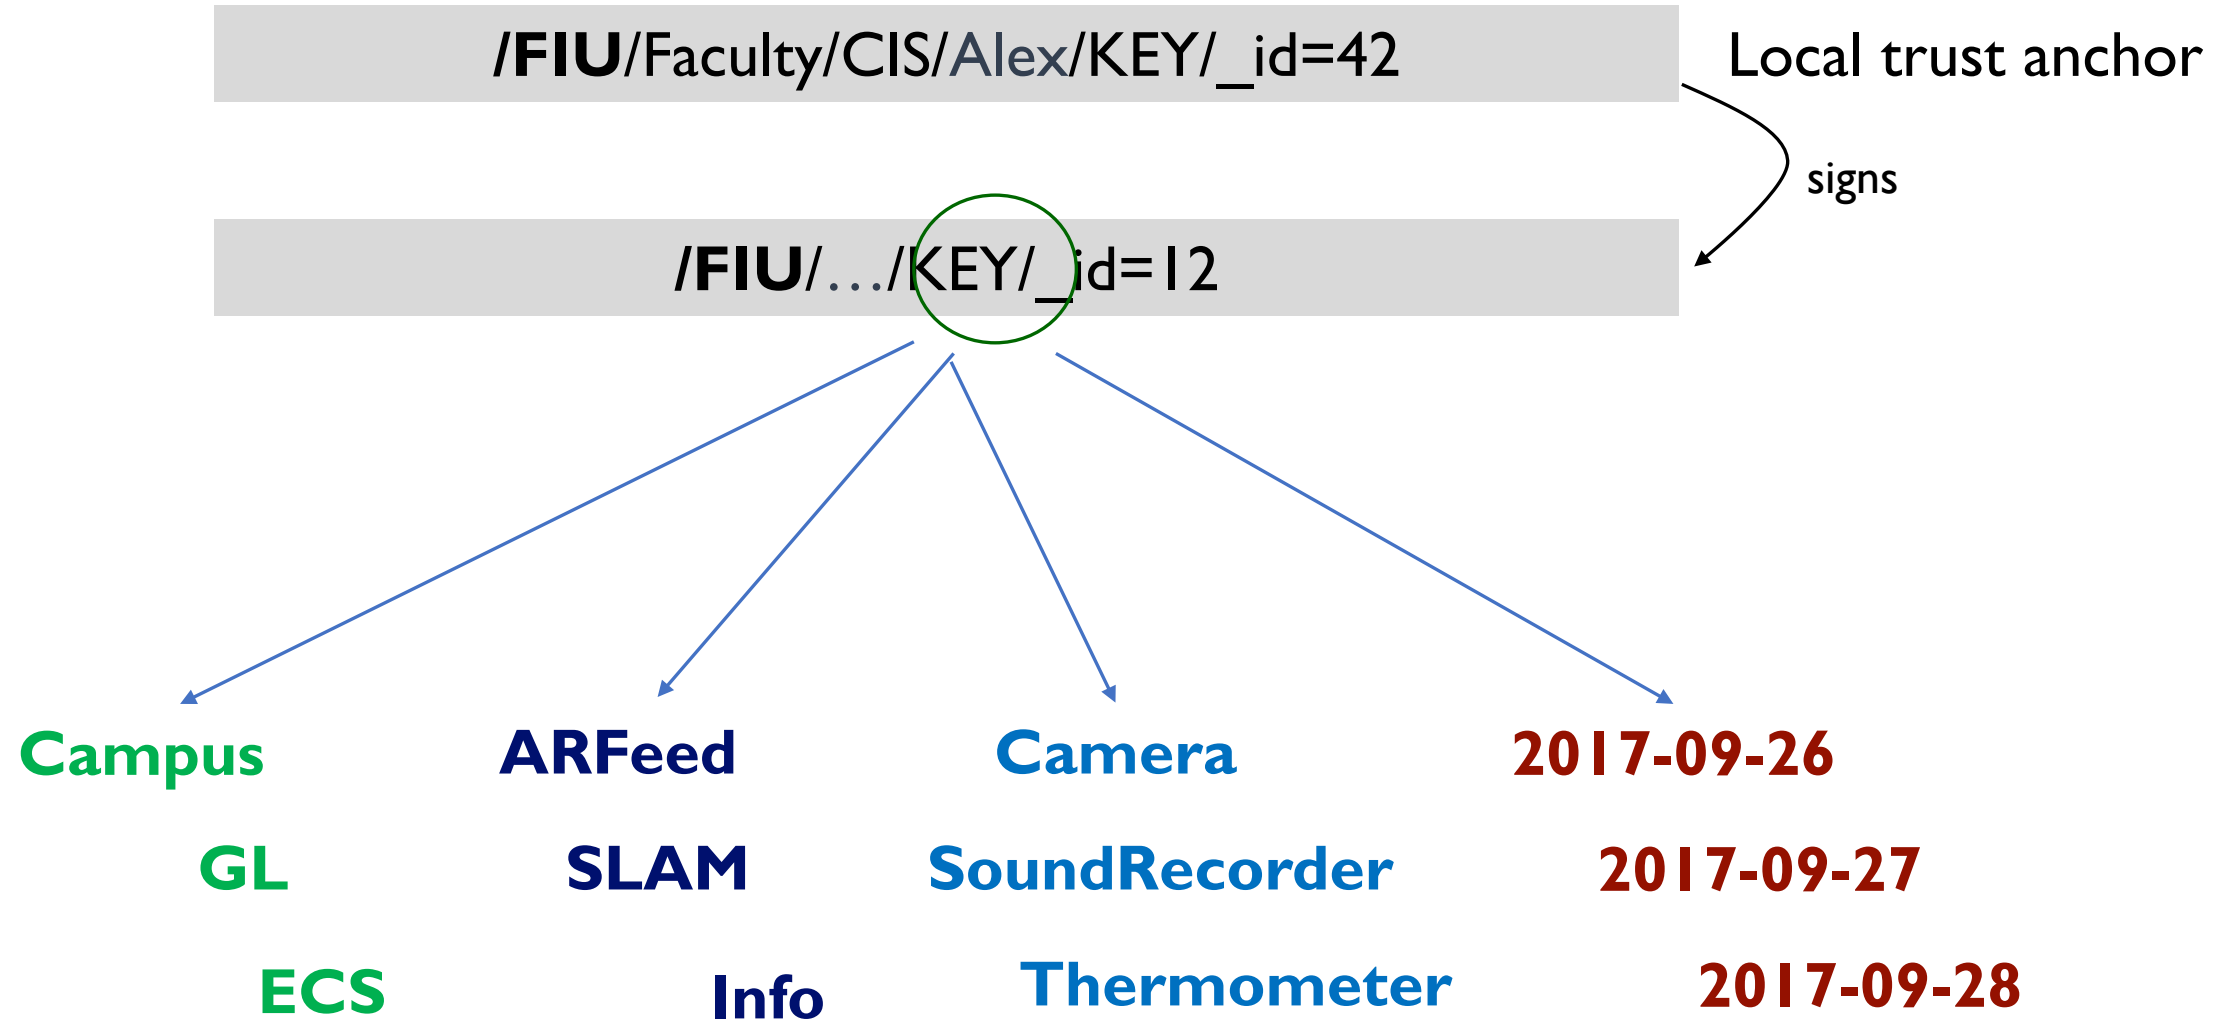 /FIU/Faculty/CIS/Alex/KEY/_id=42
Local trust anchor
signs
/FIU/…/KEY/_id=12
Campus
ARFeed
Camera
2017-09-26
GL
SLAM
SoundRecorder
2017-09-27
ECS
Info
Thermometer
2017-09-28